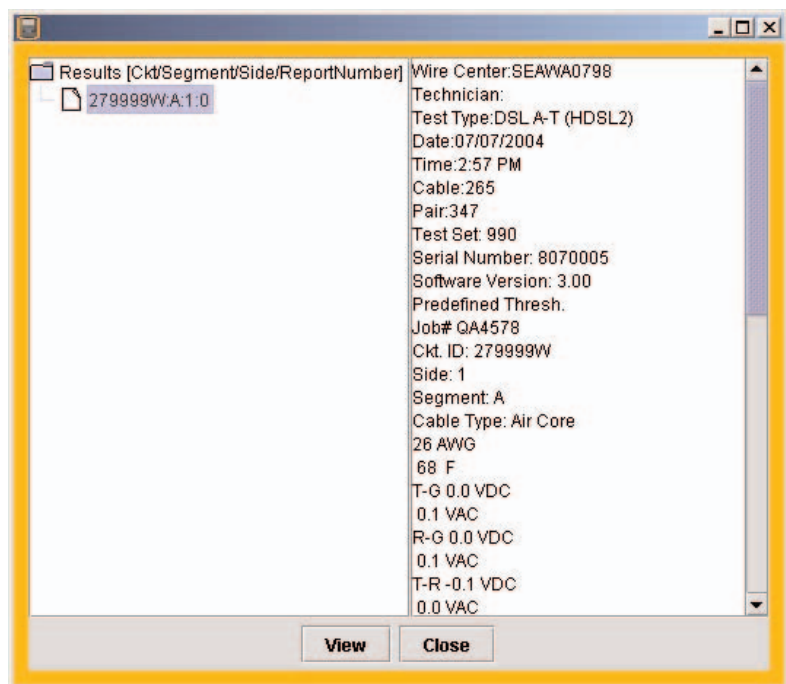 Results [Ckt/Segment/Side/ReportNumber]
279999W:A:1:0
Wire Center:SEAWA0798
Technician:
Test Type:DSL A-T (HDSL2)
Date:07/07/2004
Time:2:57 PM
Cable:265
Pair:347
Test Set: 990
Serial Number: 8070005
Software Version: 3.00
Predefined Thresh.
Job# QA4578
Ckt. ID: 279999W
Side: 1
Segment: A
Cable Type: Air Core
26 AWG
68 F
T-G 0.0 VDC
0.1 VAC
R-G 0.0 VDC
0.1 VAC
T-R -0.1 VDC
0.0 VAC
View
Close